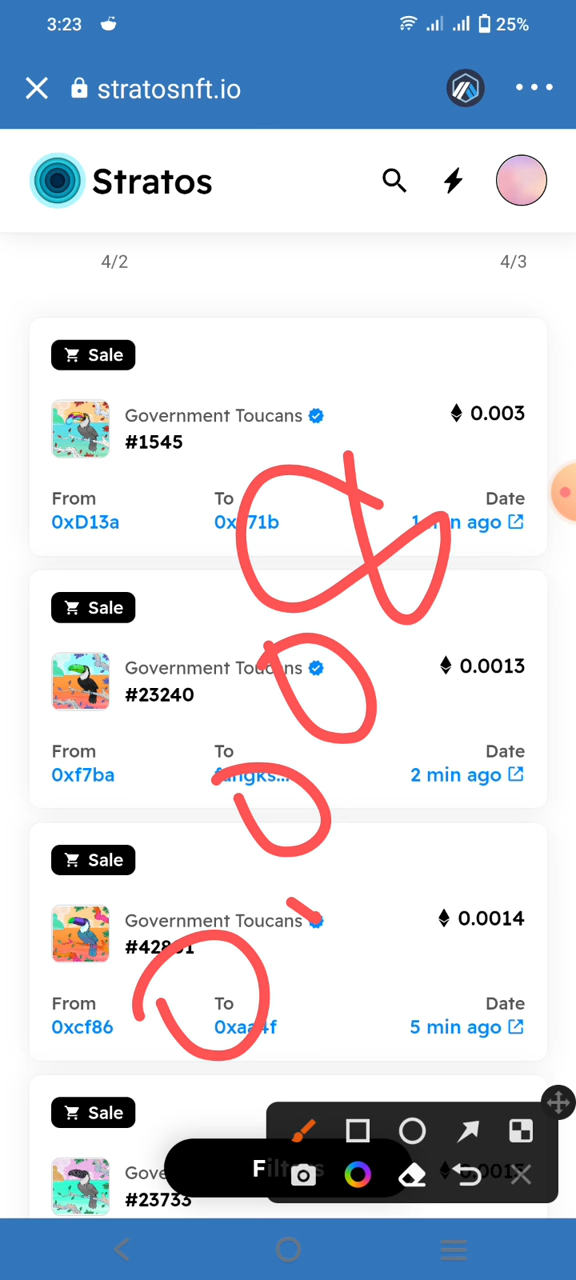 3:23 25%
stratosnft.io
Stratos
4/2 4/3
Sale
Government Toucans 0.003
#1545
From To Date
0xD13a
Sale
Government Toucans 0.0013
#23240
From To Date
0xf7ba 2 min ago
Sale
Government Toucans 0.0014
From To Date
0xcf86 5 min ago
Sale
#23733